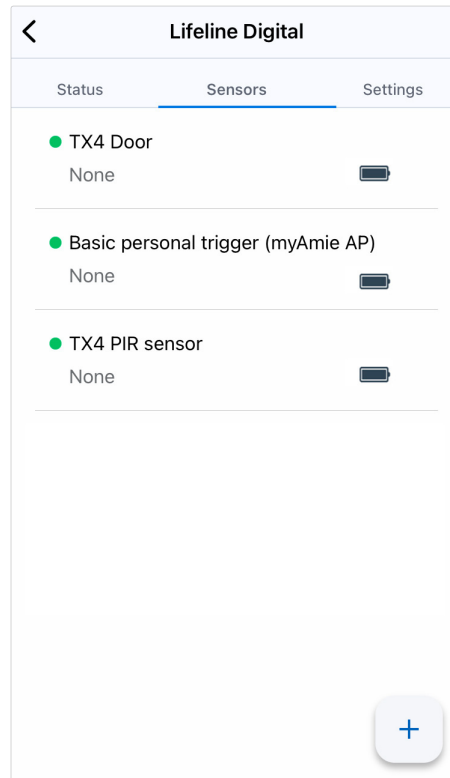 Lifeline Digital
Status Sensors Settings
TX4 Door
None
Basic personal trigger (myAmie AP)
None
TX4 PIR sensor
None
+